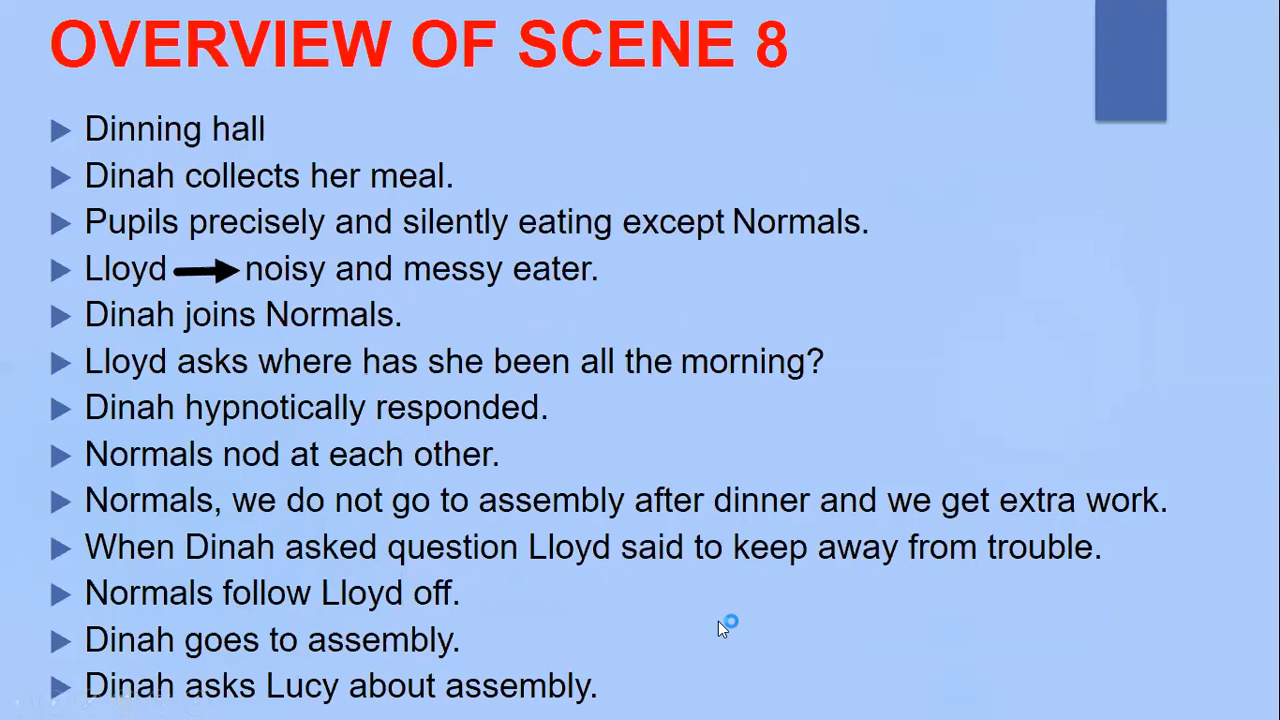 OVERVIEW OF SCENE 8
Dinning hall
Dinah collects her meal.
Pupils precisely and silently eating except Normals.
Lloyd noisy and messy eater.
Dinah joins Normals.
Lloyd asks where has she been all the morning?
Dinah hypnotically responded.
Normals nod at each other.
Normals, we do not go to assembly after dinner and we get extra work.
When Dinah asked question Lloyd said to keep away from trouble.
Normals follow Lloyd off.
Dinah goes to assembly.
Dinah asks Lucy about assembly.